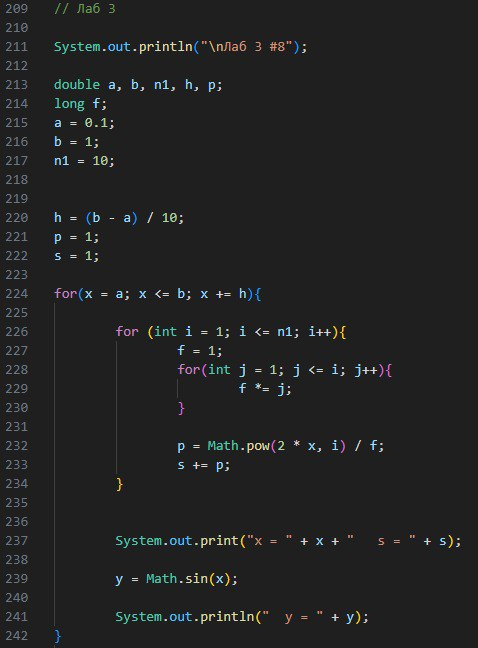 209 // Лаб 3
210
211 System.out.println("\nЛаб 3 #8");
212
213 double a, b, n1, h, p;
214 long f;
215 a = 0.1;
216 b = 1;
217 n1 = 10;
218
219
220 h = (b - a) / 10;
221 p = 1;
222 s = 1;
223
224 for(x = a; x <= b; x += h){
225
226 for (int i = 1; i <= n1; i++){
227 f = 1;
228 for(int j = 1; j <= i; j++){
229 f *= j;
230 }
231
232 p = Math.pow(2 * x, i) / f;
233 s += p;
234 }
235
236
237 System.out.print("x = " + x + "   s = " + s);
238
239 y = Math.sin(x);
240
241 System.out.println("  y = " + y);
242 }